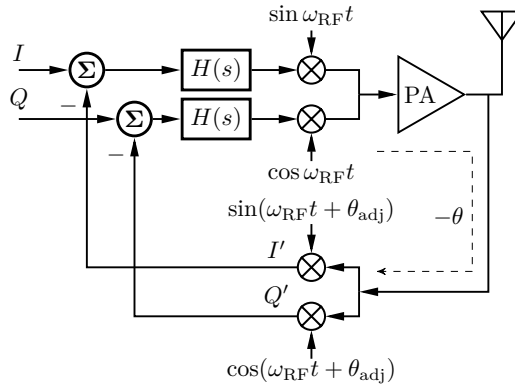 sin ω_RF t
I
Σ
H(s)
PA
Q
−
Σ
H(s)
−
cos ω_RF t
sin(ω_RF t + θ_adj)
−θ
I′
Q′
cos(ω_RF t + θ_adj)